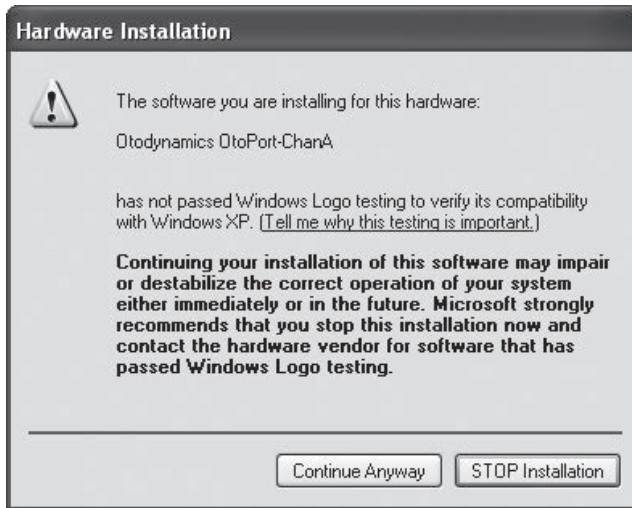 Hardware Installation
The software you are installing for this hardware:
Otodynamics OtoPort-ChanA
has not passed Windows Logo testing to verify its compatibility
with Windows XP. (Tell me why this testing is important.)
Continuing your installation of this software may impair
or destabilize the correct operation of your system
either immediately or in the future. Microsoft strongly
recommends that you stop this installation now and
contact the hardware vendor for software that has
passed Windows Logo testing.
Continue Anyway
STOP Installation